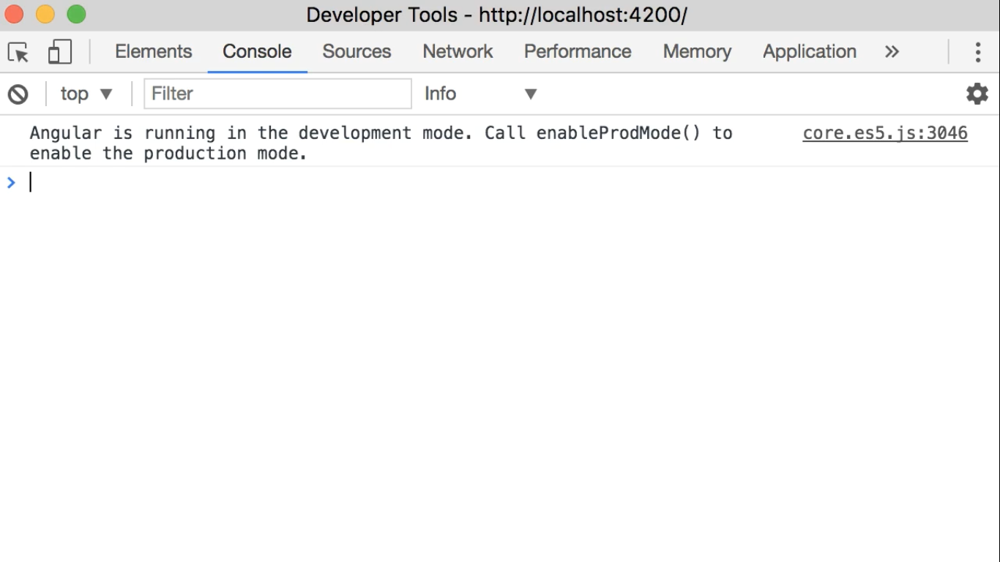 Developer Tools - http://localhost:4200/
Elements Console Sources Network Performance Memory Application »
top ▼ Filter Info ▼
Angular is running in the development mode. Call enableProdMode() to core.es5.js:3046
enable the production mode.
>